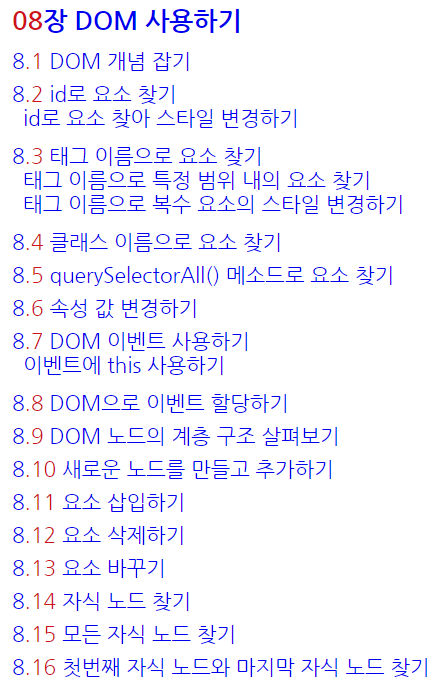 08장 DOM 사용하기
8.1 DOM 개념 잡기
8.2 id로 요소 찾기
id로 요소 찾아 스타일 변경하기
8.3 태그 이름으로 요소 찾기
태그 이름으로 특정 범위 내의 요소 찾기
태그 이름으로 복수 요소의 스타일 변경하기
8.4 클래스 이름으로 요소 찾기
8.5 querySelectorAll() 메소드로 요소 찾기
8.6 속성 값 변경하기
8.7 DOM 이벤트 사용하기
이벤트에 this 사용하기
8.8 DOM으로 이벤트 할당하기
8.9 DOM 노드의 계층 구조 살펴보기
8.10 새로운 노드를 만들고 추가하기
8.11 요소 삽입하기
8.12 요소 삭제하기
8.13 요소 바꾸기
8.14 자식 노드 찾기
8.15 모든 자식 노드 찾기
8.16 첫번째 자식 노드와 마지막 자식 노드 찾기